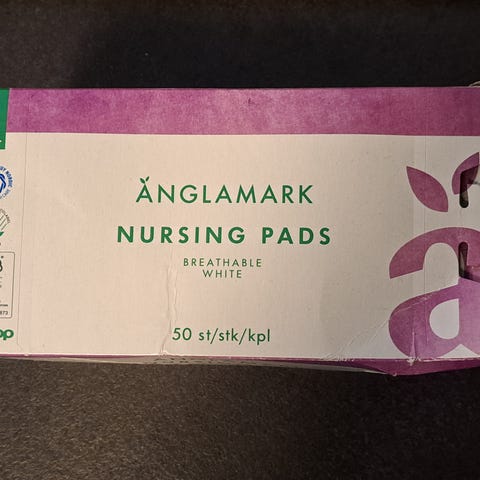 ÄNGLAMARK
NURSING PADS
BREATHABLE
WHITE
50 st/stk/kpl